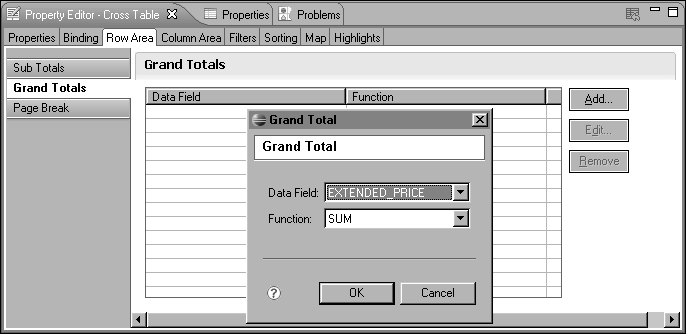 Property Editor - Cross Table Properties Problems
Properties Binding Row Area Column Area Filters Sorting Map Highlights
Sub Totals
Grand Totals
Page Break
Grand Totals
Data Field Function
Add...
Edit...
Remove
Grand Total
Grand Total
Data Field: EXTENDED_PRICE
Function: SUM
? OK Cancel